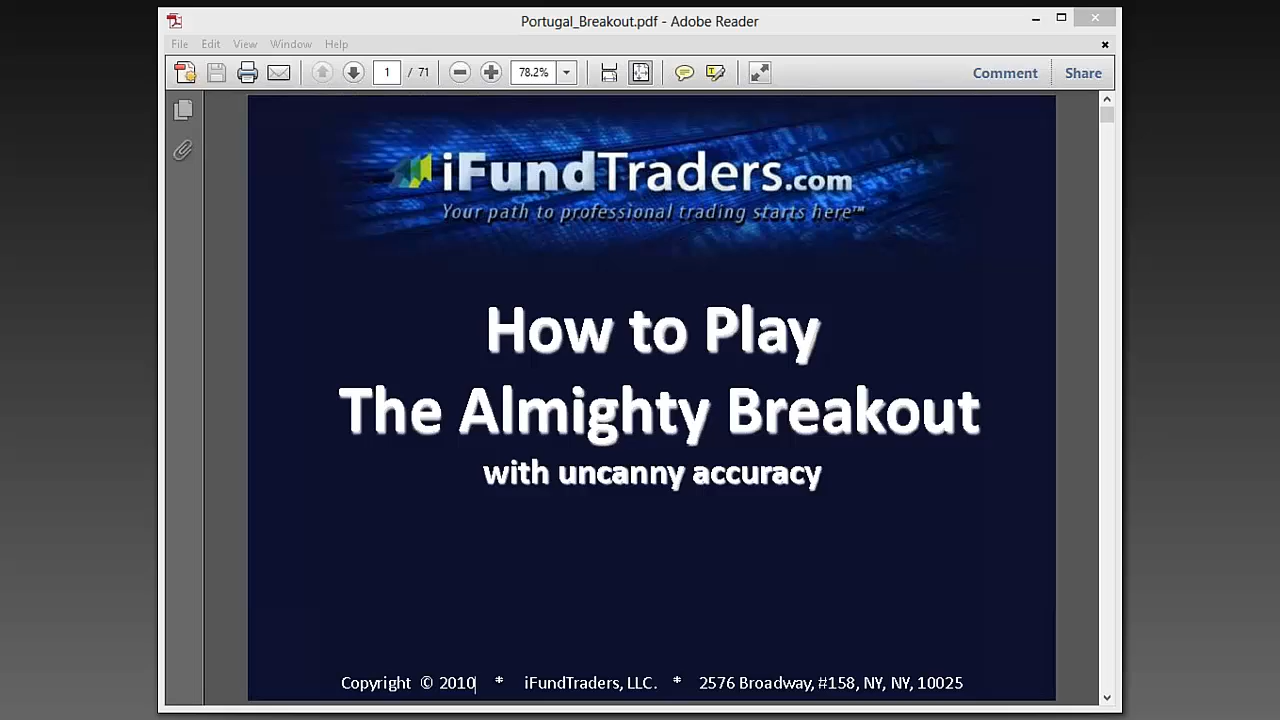 Portugal_Breakout.pdf - Adobe Reader
File Edit View Window Help
1 / 71 78.2% Comment Share
iFundTraders.com
Your path to professional trading starts here™
How to Play
The Almighty Breakout
with uncanny accuracy
Copyright © 2010 * iFundTraders, LLC. * 2576 Broadway, #158, NY, NY, 10025